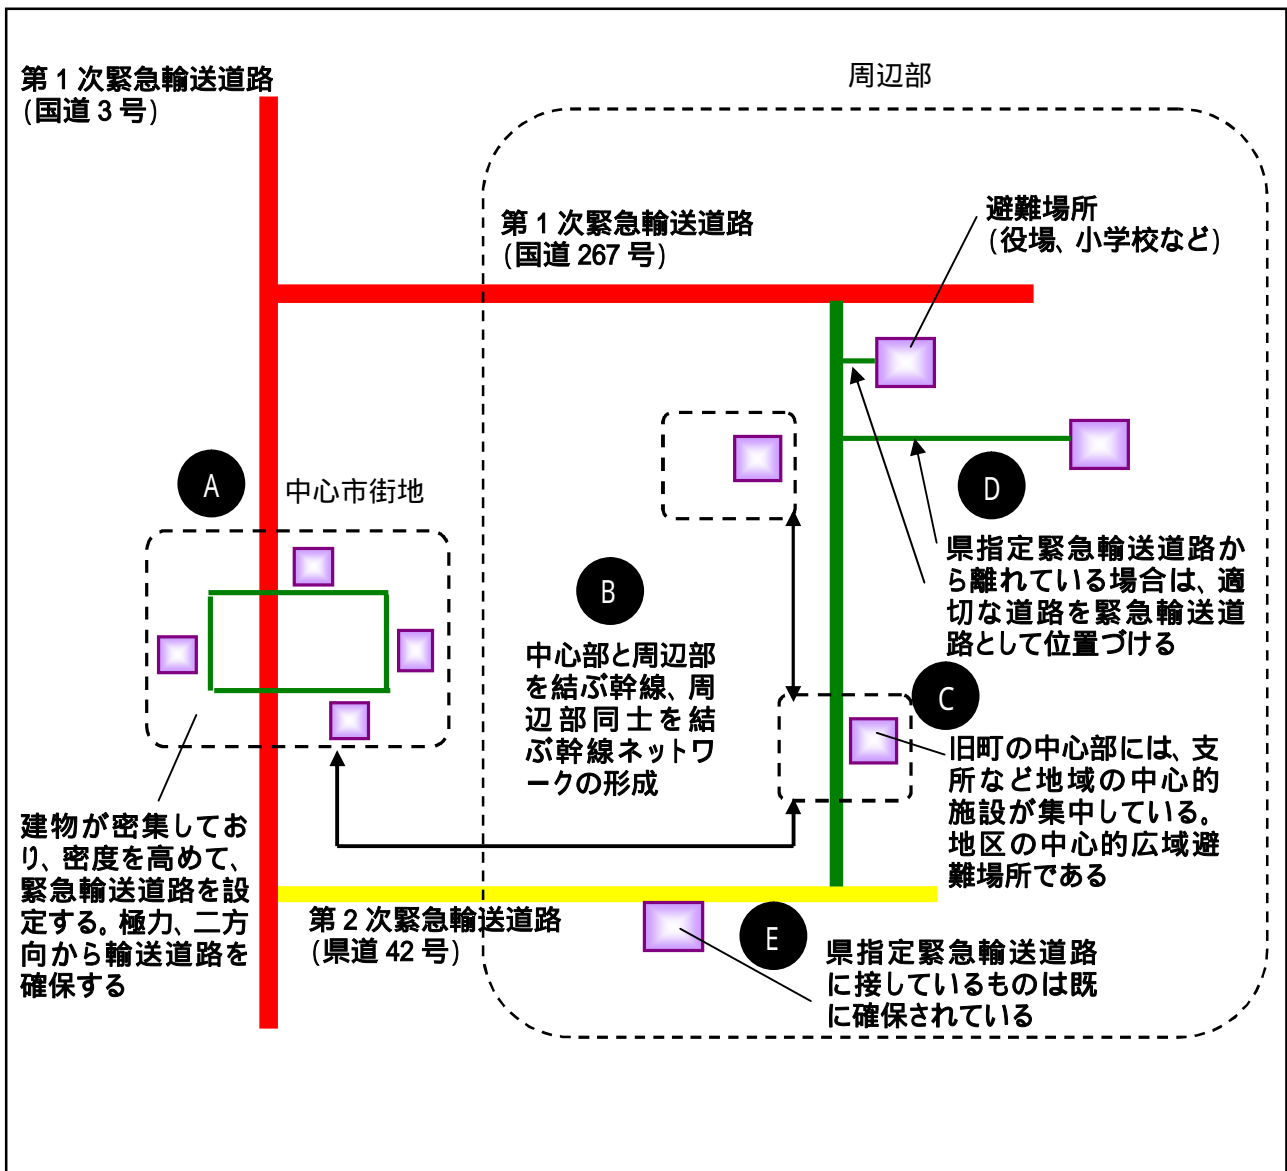 第1次緊急輸送道路
(国道3号)
周辺部
第1次緊急輸送道路
(国道267号)
避難場所
(役場、小学校など)
A
中心市街地
D
県指定緊急輸送道路か
ら離れている場合は、適
切な道路を緊急輸送道
路として位置づける
B
中心部と周辺部
を結ぶ幹線、周
辺部同士を結
ぶ幹線ネットワ
ークの形成
C
旧町の中心部には、支
所など地域の中心的
施設が集中している。
地区の中心的広域避
難場所である
建物が密集してお
り、密度を高めて、
緊急輸送道路を設
定する。極力、二方
向から輸送道路を
確保する
第2次緊急輸送道路
(県道42号)
E
県指定緊急輸送道路
に接しているものは既
に確保されている